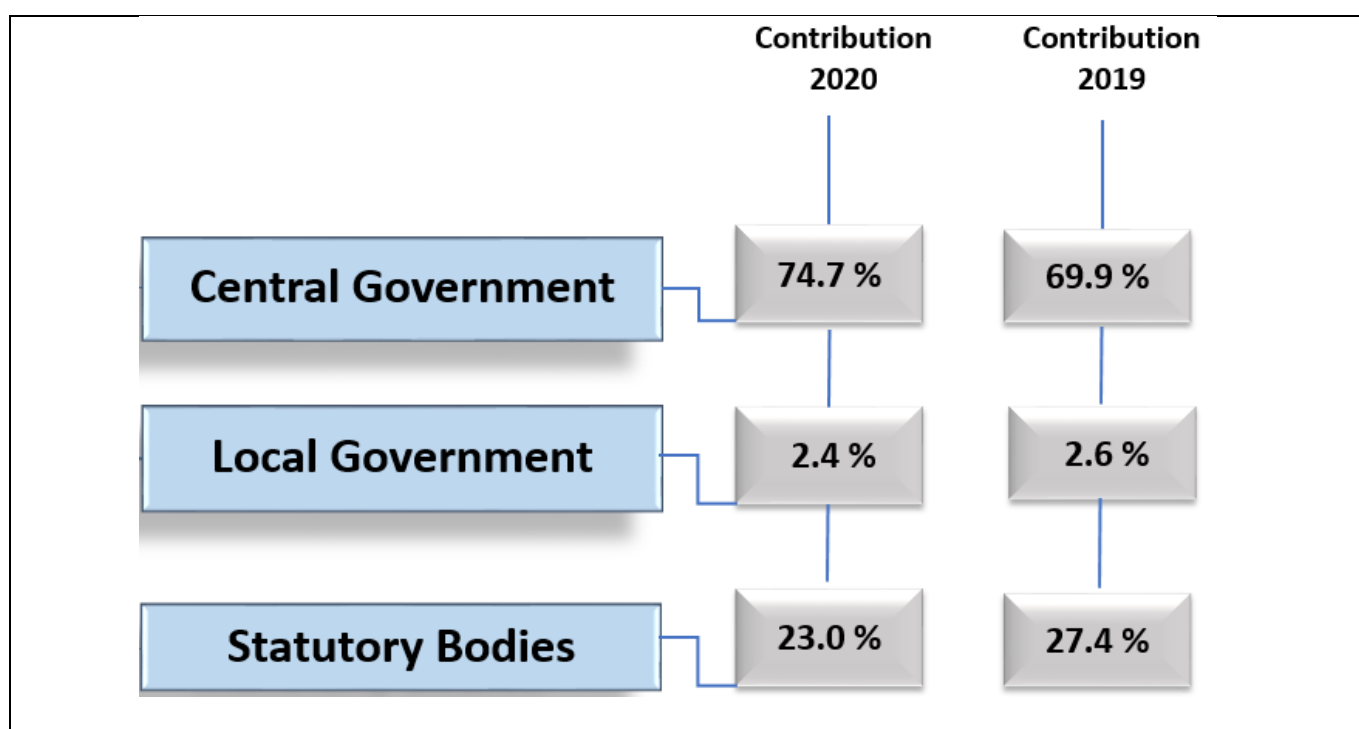 Contribution Contribution
2020 2019
Central Government 74.7 % 69.9 %
Local Government 2.4 % 2.6 %
Statutory Bodies 23.0 % 27.4 %